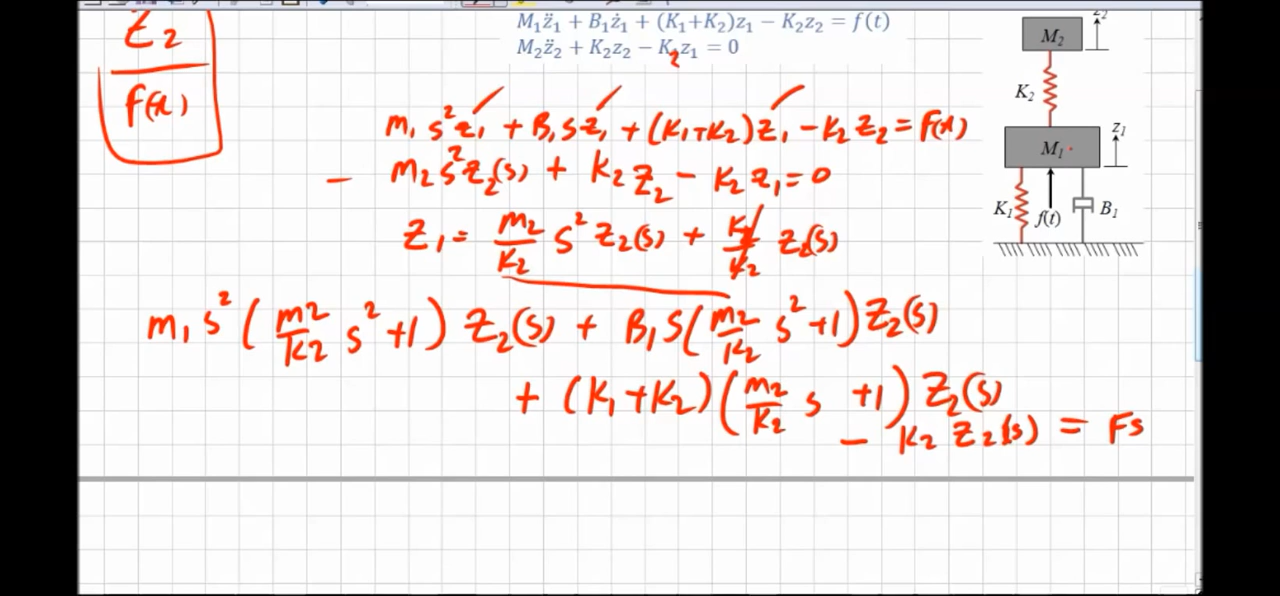 Z₂
f(s)
M₁z̈₁ + B₁ż₁ + (K₁+K₂)z₁ − K₂z₂ = f(t)
M₂z̈₂ + K₂z₂ − K₂z₁ = 0
m₁ s² z₁ + B₁ s z₁ + (K₁+K₂) z₁ − K₂ Z₂ = F(s)
− m₂ s² Z₂(s) + K₂ Z₂ − K₂ z₁ = 0
Z₁ = m₂/K₂ s² Z₂(s) + K₂/K₂ Z₂(s)
m₁ s² ( m2/K2 s² + 1 ) Z₂(s) + B₁ s ( m₂/K₂ s² + 1 ) Z₂(s)
+ (K₁+K₂) ( m₂/K₂ s + 1 ) Z₂(s)
− K₂ Z₂(s) = Fs
z₂
M₂
K₂
z₁
M₁
K₁
f(t)
B₁